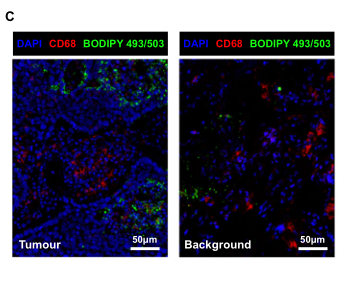 C
DAPI CD68 BODIPY 493/503
DAPI CD68 BODIPY 493/503
Tumour
50µm
Background
50µm